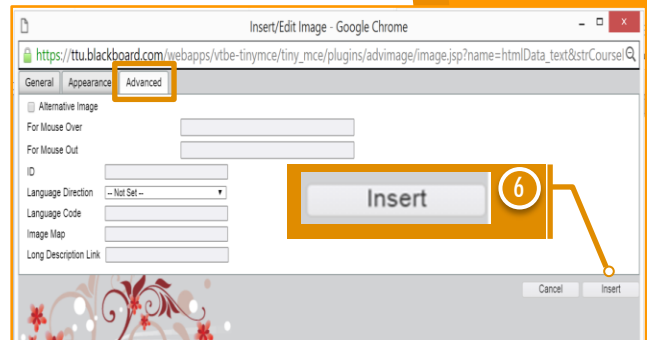 Insert/Edit Image - Google Chrome
https://ttu.blackboard.com/webapps/vtbe-tinymce/tiny_mce/plugins/advimage/image.jsp?name=htmlData_text&strCourseI
General Appearance Advanced
Alternative Image
For Mouse Over
For Mouse Out
ID
Language Direction -- Not Set --
Insert 6
Language Code
Image Map
Long Description Link
Cancel Insert